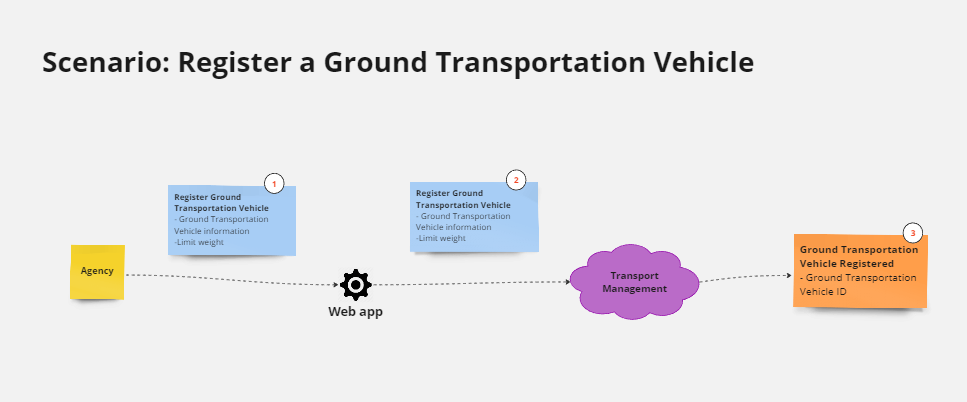 Scenario: Register a Ground Transportation Vehicle
1
Register Ground
Transportation Vehicle
- Ground Transportation
Vehicle information
-Limit weight
2
Register Ground
Transportation Vehicle
- Ground Transportation
Vehicle information
-Limit weight
3
Ground Transportation
Vehicle Registered
- Ground Transportation
Vehicle ID
Agency
Web app
Transport
Management